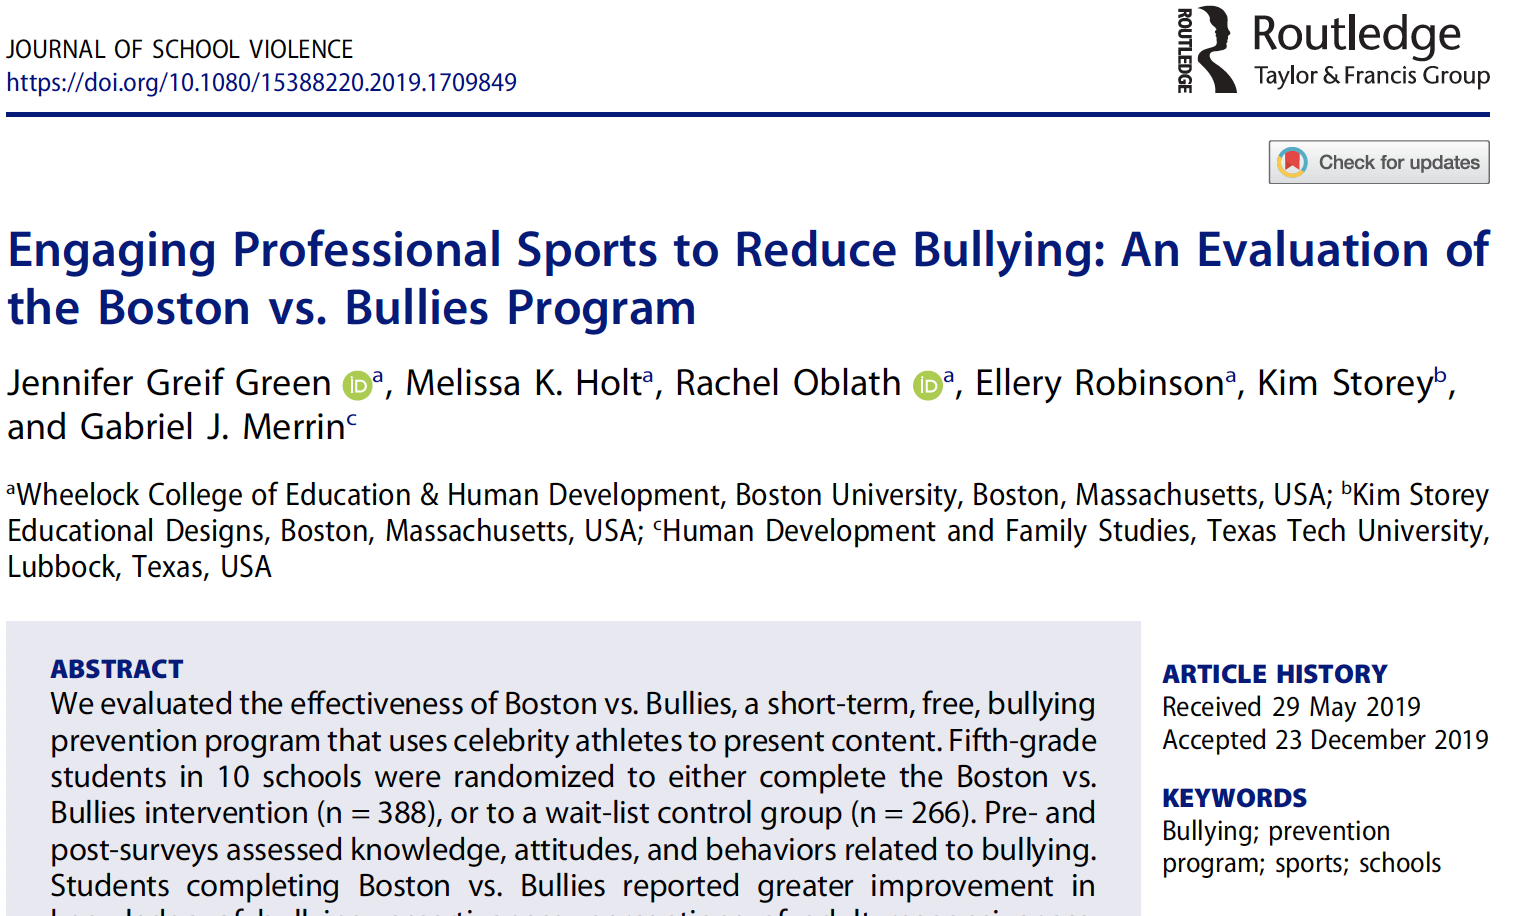 JOURNAL OF SCHOOL VIOLENCE
https://doi.org/10.1080/15388220.2019.1709849
ROUTLEDGE
Routledge
Taylor & Francis Group
Check for updates
Engaging Professional Sports to Reduce Bullying: An Evaluation of
the Boston vs. Bullies Program
Jennifer Greif Green iD a, Melissa K. Holt a, Rachel Oblath iD a, Ellery Robinson a, Kim Storey b,
and Gabriel J. Merrin c
aWheelock College of Education & Human Development, Boston University, Boston, Massachusetts, USA; bKim Storey
Educational Designs, Boston, Massachusetts, USA; cHuman Development and Family Studies, Texas Tech University,
Lubbock, Texas, USA
ABSTRACT
We evaluated the effectiveness of Boston vs. Bullies, a short-term, free, bullying
prevention program that uses celebrity athletes to present content. Fifth-grade
students in 10 schools were randomized to either complete the Boston vs.
Bullies intervention (n = 388), or to a wait-list control group (n = 266). Pre- and
post-surveys assessed knowledge, attitudes, and behaviors related to bullying.
Students completing Boston vs. Bullies reported greater improvement in
ARTICLE HISTORY
Received 29 May 2019
Accepted 23 December 2019
KEYWORDS
Bullying; prevention
program; sports; schools